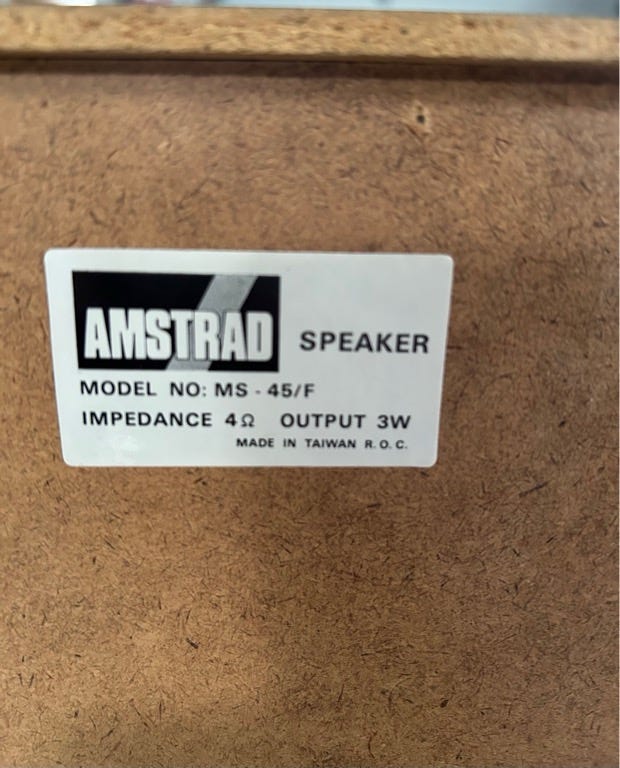 AMSTRAD SPEAKER
MODEL NO: MS - 45/F
IMPEDANCE 4Ω OUTPUT 3W
MADE IN TAIWAN R.O.C.